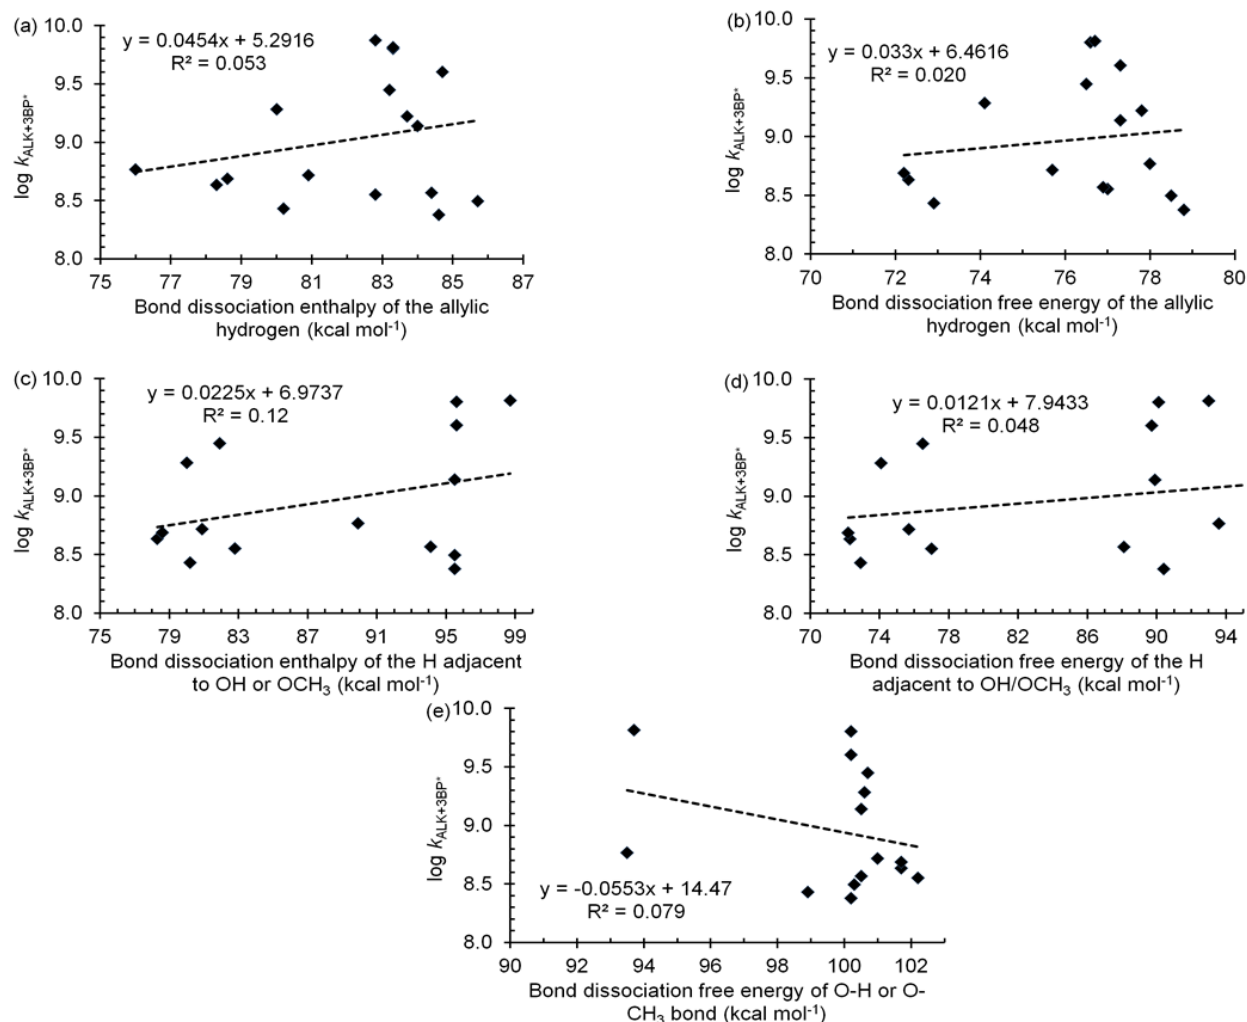 (a)
10.0
9.5
9.0
8.5
8.0
log k_ALK+3BP*
y = 0.0454x + 5.2916
R² = 0.053
75 77 79 81 83 85 87
Bond dissociation enthalpy of the allylic
hydrogen (kcal mol⁻¹)
(b)
10.0
9.5
9.0
8.5
8.0
log k_ALK+3BP*
y = 0.033x + 6.4616
R² = 0.020
70 72 74 76 78 80
Bond dissociation free energy of the allylic
hydrogen (kcal mol⁻¹)
(c)
10.0
9.5
9.0
8.5
8.0
log k_ALK+3BP*
y = 0.0225x + 6.9737
R² = 0.12
75 79 83 87 91 95 99
Bond dissociation enthalpy of the H adjacent
to OH or OCH₃ (kcal mol⁻¹)
(d)
10.0
9.5
9.0
8.5
8.0
log k_ALK+3BP*
y = 0.0121x + 7.9433
R² = 0.048
70 74 78 82 86 90 94
Bond dissociation free energy of the H
adjacent to OH/OCH₃ (kcal mol⁻¹)
(e)
10.0
9.5
9.0
8.5
8.0
log k_ALK+3BP*
y = -0.0553x + 14.47
R² = 0.079
90 92 94 96 98 100 102
Bond dissociation free energy of O-H or O-
CH₃ bond (kcal mol⁻¹)